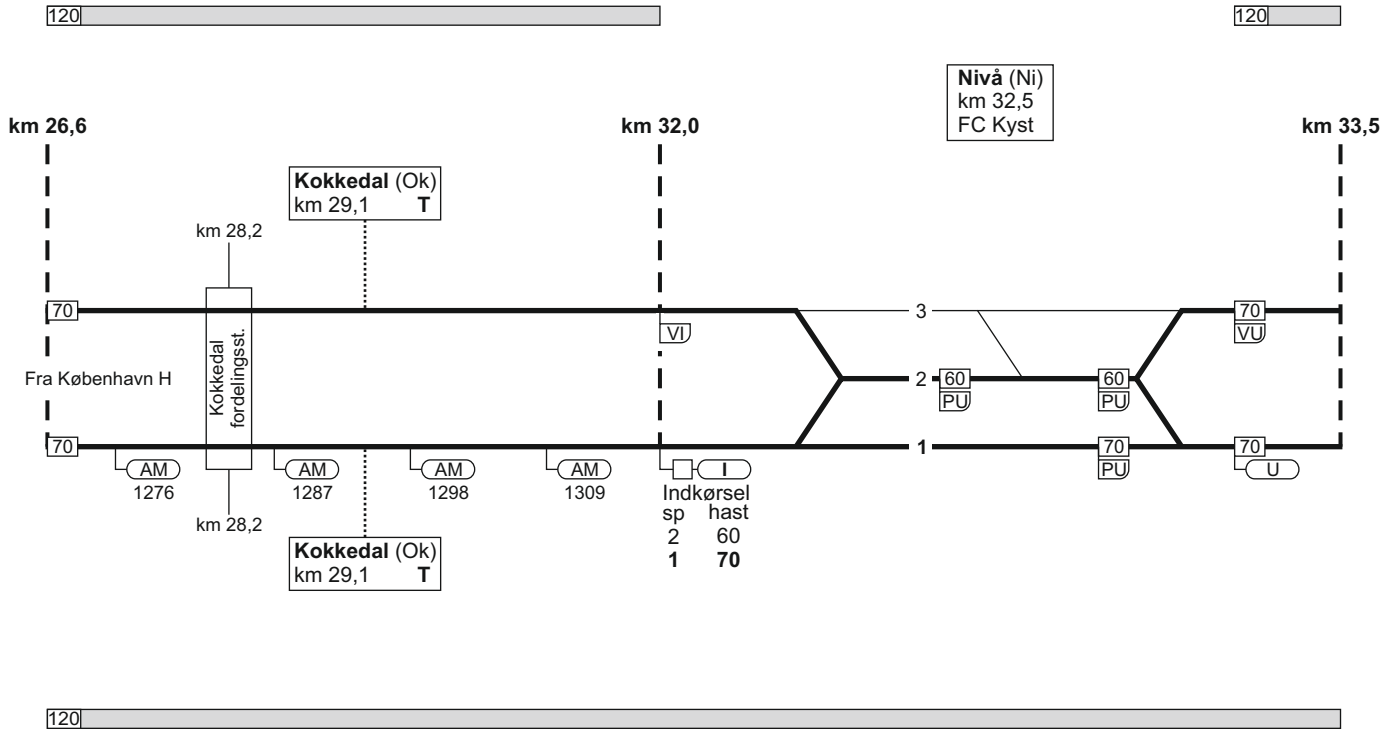 120
120
Nivå (Ni)
km 32,5
FC Kyst
km 26,6
km 32,0
km 33,5
Kokkedal (Ok)
km 29,1 T
km 28,2
70
3
70
VI
VU
Fra København H
Kokkedal
fordelingsst.
2
60
60
PU
PU
70
1
70
70
AM
AM
AM
AM
I
PU
U
1276
1287
1298
1309
Indkørsel
sp hast
2 60
1 70
km 28,2
Kokkedal (Ok)
km 29,1 T
120